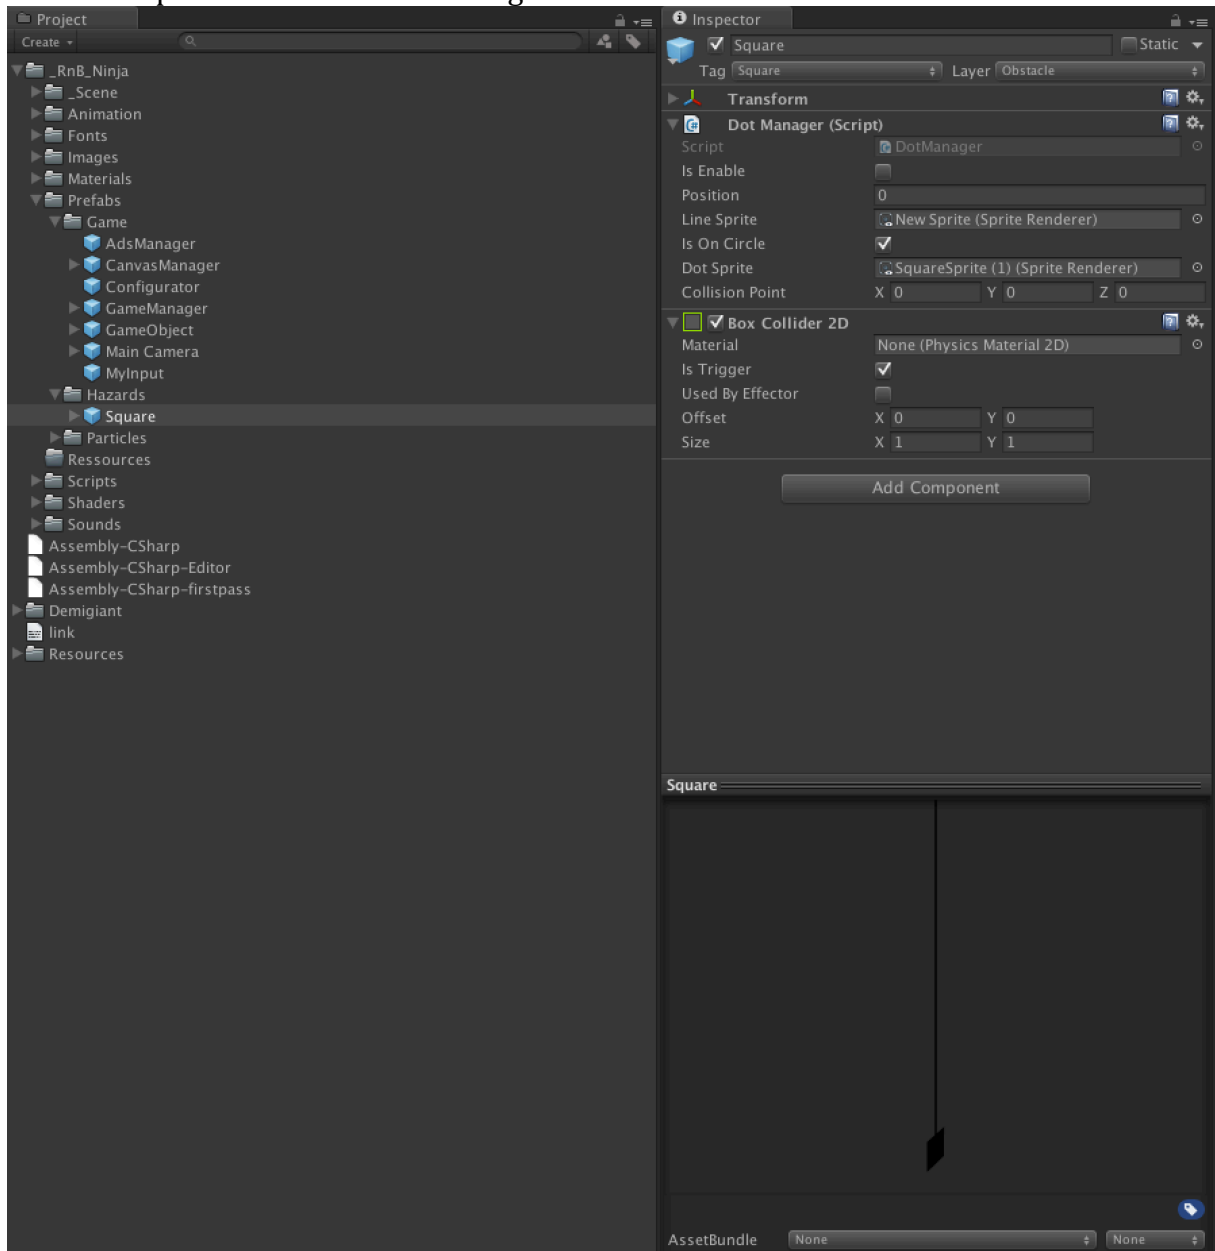 Project
Create
_RnB_Ninja
_Scene
Animation
Fonts
Images
Materials
Prefabs
Game
AdsManager
CanvasManager
Configurator
GameManager
GameObject
Main Camera
MyInput
Hazards
Square
Particles
Ressources
Scripts
Shaders
Sounds
Assembly-CSharp
Assembly-CSharp-Editor
Assembly-CSharp-firstpass
Demigiant
link
Resources
Inspector
Square Static
Tag Square Layer Obstacle
Transform
Dot Manager (Script)
Script DotManager
Is Enable
Position 0
Line Sprite New Sprite (Sprite Renderer)
Is On Circle
Dot Sprite SquareSprite (1) (Sprite Renderer)
Collision Point X 0 Y 0 Z 0
Box Collider 2D
Material None (Physics Material 2D)
Is Trigger
Used By Effector
Offset X 0 Y 0
Size X 1 Y 1
Add Component
Square
AssetBundle None None